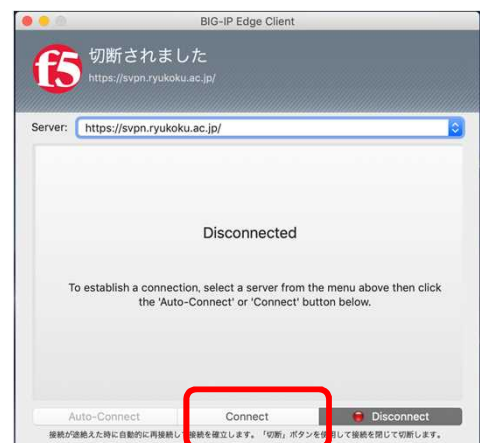 BIG-IP Edge Client
f5
切断されました
https://svpn.ryukoku.ac.jp/
Server: https://svpn.ryukoku.ac.jp/
Disconnected
To establish a connection, select a server from the menu above then click
the 'Auto-Connect' or 'Connect' button below.
Auto-Connect Connect Disconnect
接続が途絶えた時に自動的に再接続して接続を確立します。「切断」ボタンを使用して接続を閉じて切断します。